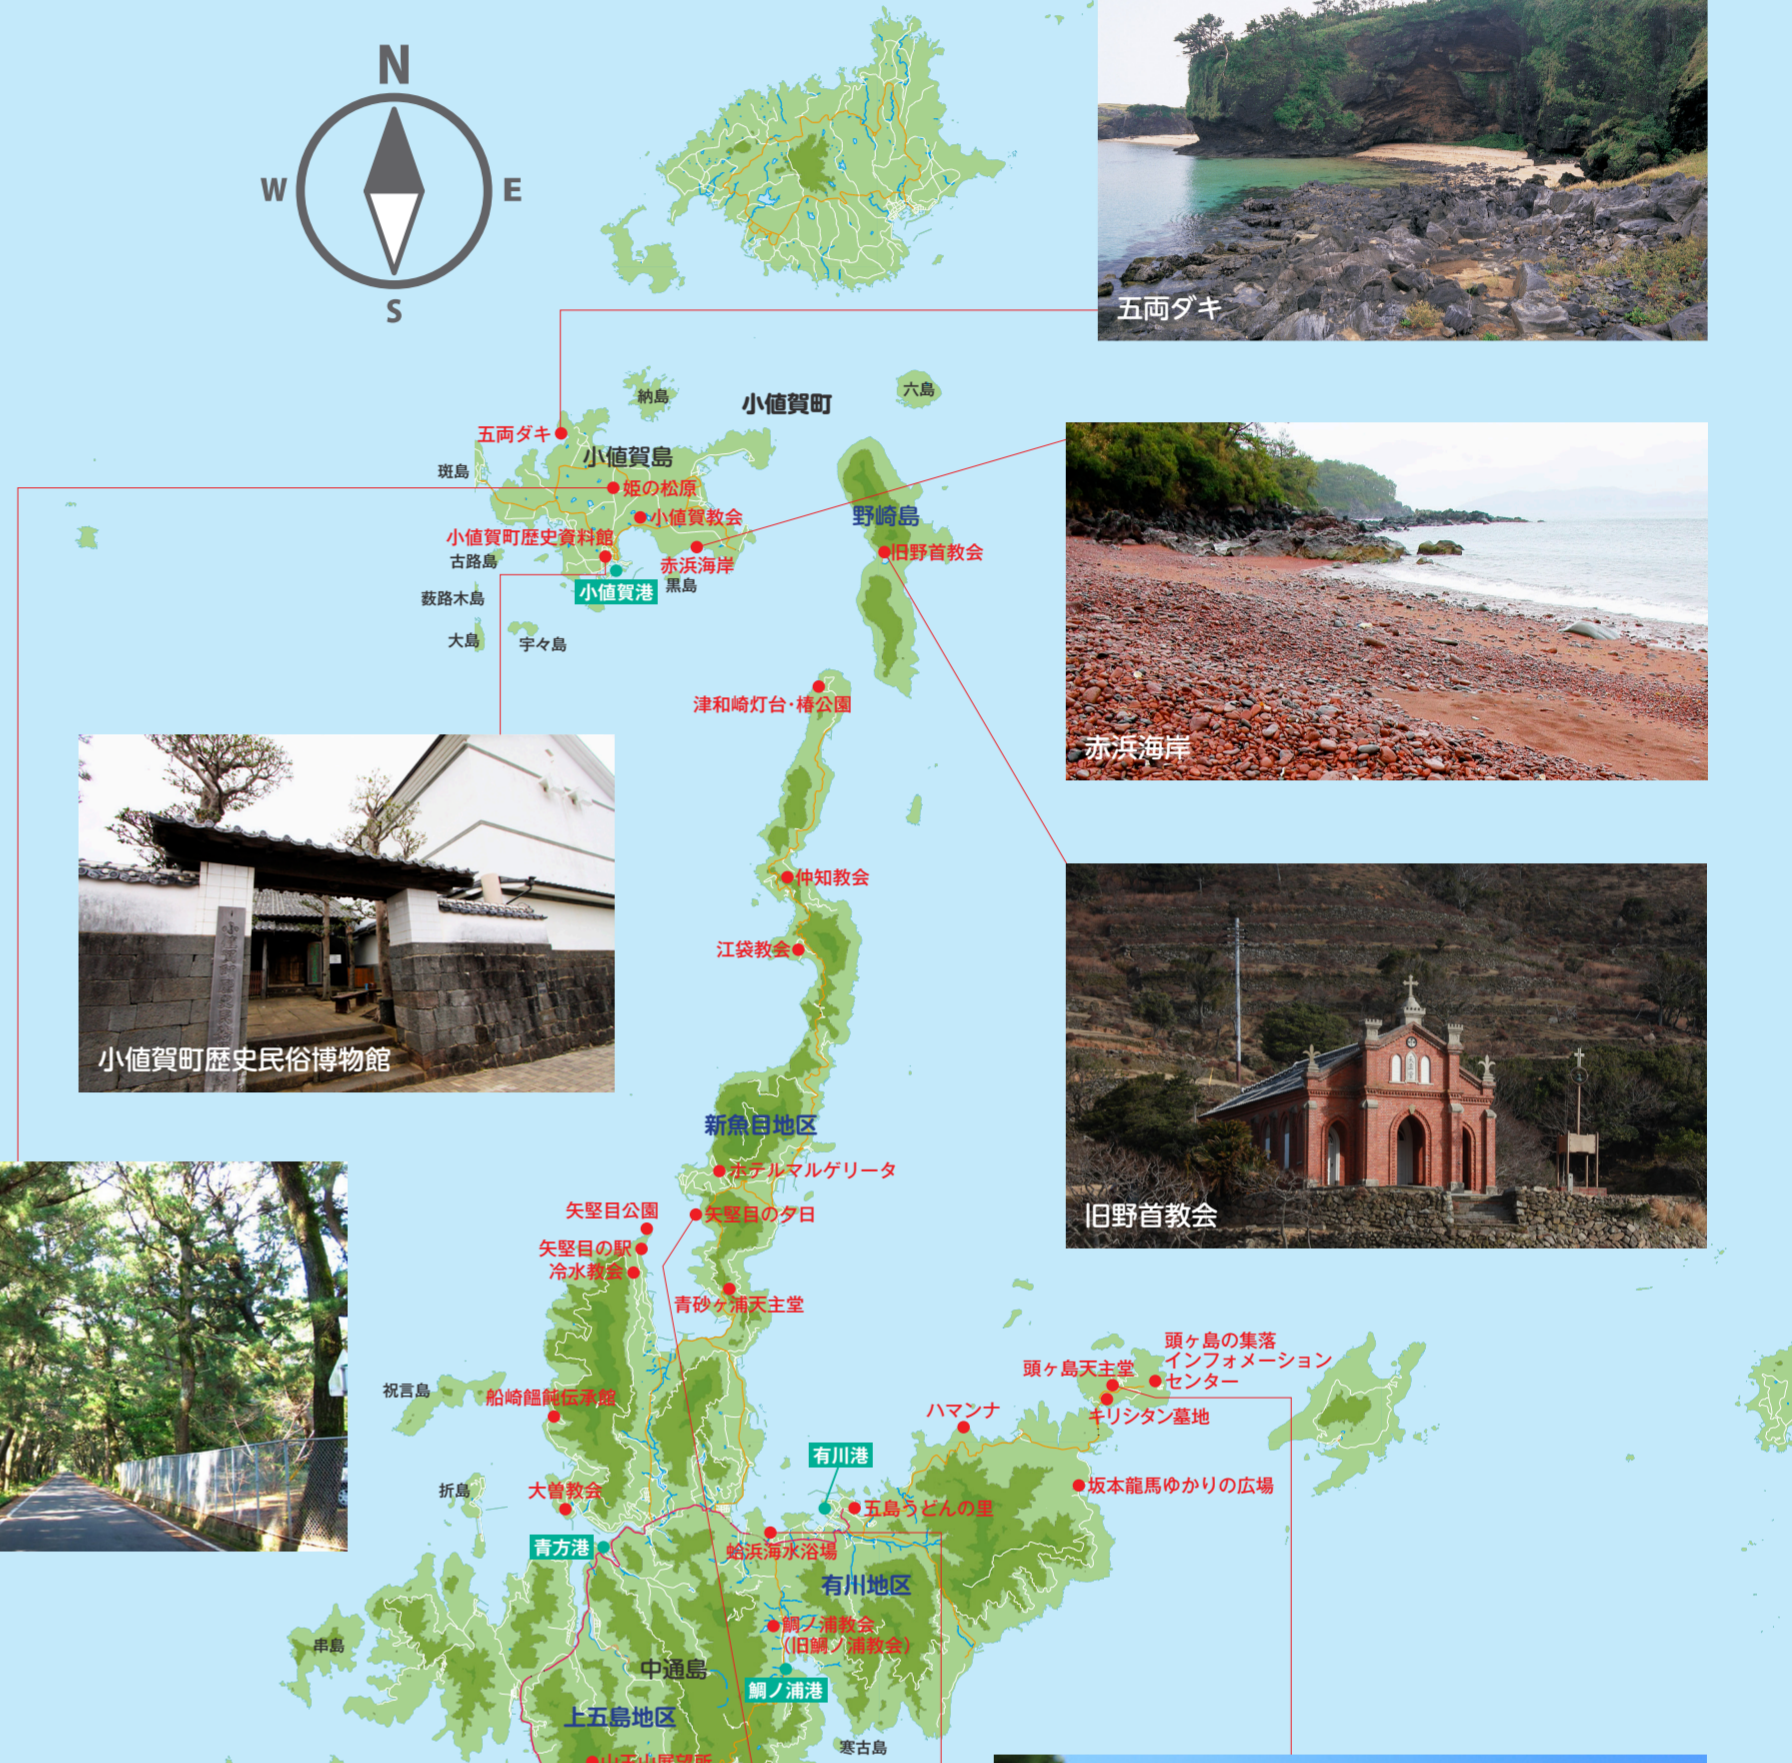 N
W
E
S
五両ダキ
納島
小値賀町
六島
五両ダキ
小値賀島
斑島
姫の松原
小値賀教会
野崎島
小値賀町歴史資料館
旧野首教会
古路島
赤浜海岸
黒島
小値賀港
薮路木島
大島
宇々島
赤浜海岸
津和崎灯台・椿公園
小値賀町歴史民俗博物館
仲知教会
江袋教会
旧野首教会
新魚目地区
ホテルマルゲリータ
矢堅目公園
矢堅目の夕日
矢堅目の駅
冷水教会
青砂ヶ浦天主堂
頭ヶ島の集落
インフォメーション
センター
頭ヶ島天主堂
キリシタン墓地
祝言島
船崎饂飩伝承館
ハマンナ
有川港
坂本龍馬ゆかりの広場
折島
大曽教会
五島うどんの里
青方港
蛤浜海水浴場
有川地区
鯛ノ浦教会
(旧鯛ノ浦教会)
串島
中通島
鯛ノ浦港
上五島地区
寒古島
山王山展望所